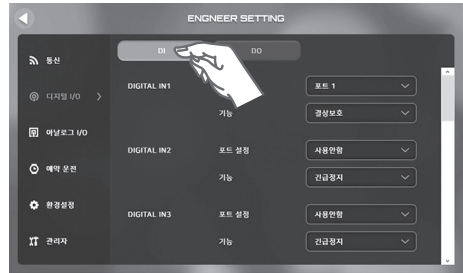 ENGNEER SETTING
DI
DO
통신
디지털 I/O
아날로그 I/O
예약 운전
환경설정
관리자
DIGITAL IN1
포트 1
기능
결상보호
DIGITAL IN2
포트 설정
사용안함
기능
긴급정지
DIGITAL IN3
포트 설정
사용안함
기능
긴급정지